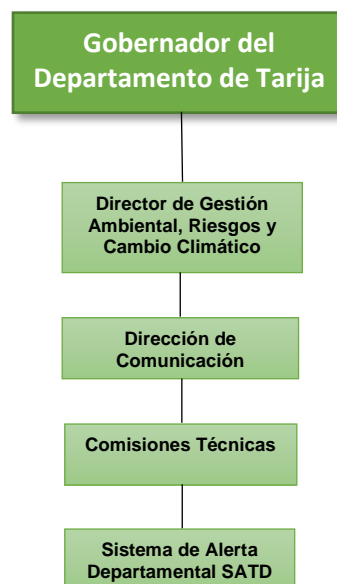 Gobernador del
Departamento de Tarija
Director de Gestión
Ambiental, Riesgos y
Cambio Climático
Dirección de
Comunicación
Comisiones Técnicas
Sistema de Alerta
Departamental SATD